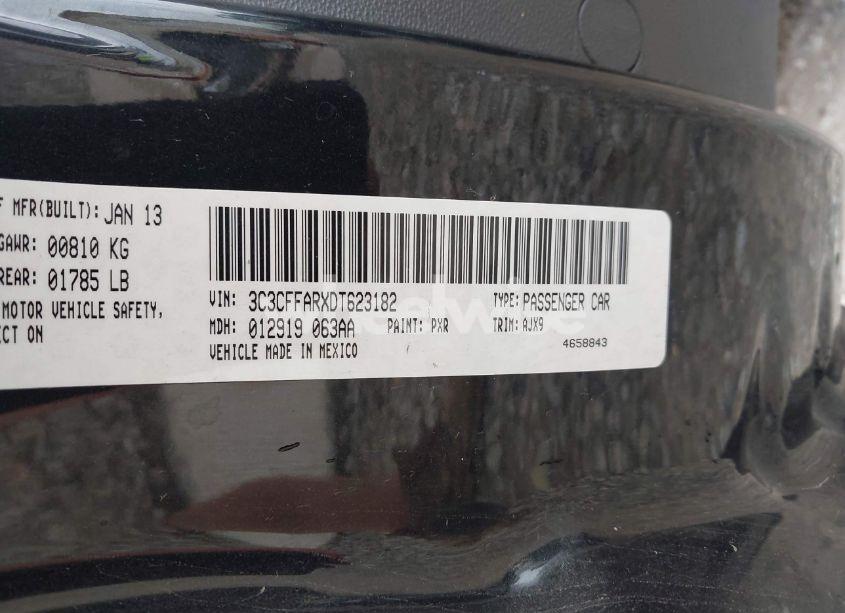 F MFR(BUILT): JAN 13
GAWR: 00810 KG
REAR: 01785 LB
MOTOR VEHICLE SAFETY,
ECT ON
VIN: 3C3CFFARXDT623182 TYPE: PASSENGER CAR
MDH: 012919 063AA PAINT: PXR TRIM: AJX9
VEHICLE MADE IN MEXICO 4658843